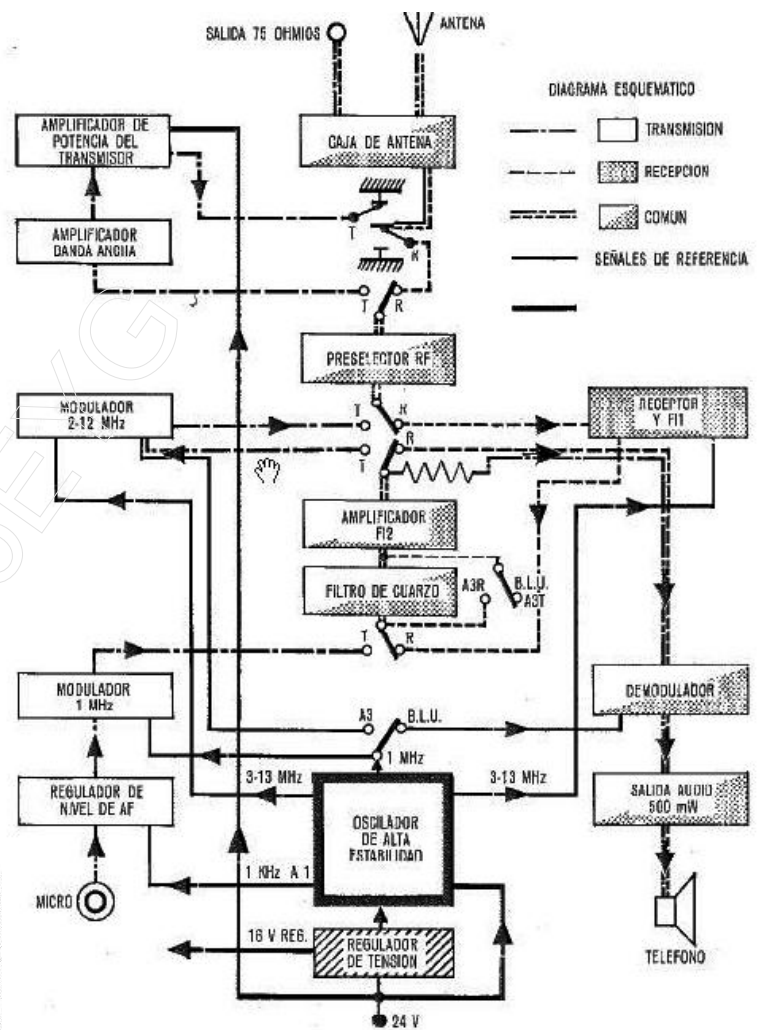 SALIDA 75 OHMIOS
ANTENA
DIAGRAMA ESQUEMATICO
TRANSMISION
RECEPCION
COMUN
SEÑALES DE REFERENCIA
AMPLIFICADOR DE
POTENCIA DEL
TRANSMISOR
CAJA DE ANTENA
AMPLIFICADOR
BANDA ANCHA
T
R
T
R
PRESELECTOR RF
MODULADOR
2-12 MHz
T
R
T
R
RECEPTOR
Y FI1
AMPLIFICADOR
FI2
FILTRO DE CUARZO
A3R
B.L.U.
A3T
T
R
MODULADOR
1 MHz
A3
B.L.U.
DEMODULADOR
1 MHz
3-13 MHz
3-13 MHz
REGULADOR DE
NIVEL DE AF
OSCILADOR
DE ALTA
ESTABILIDAD
SALIDA AUDIO
500 mW
1 KHz A 1
MICRO
16 V REG.
REGULADOR
DE TENSION
TELEFONO
24 V